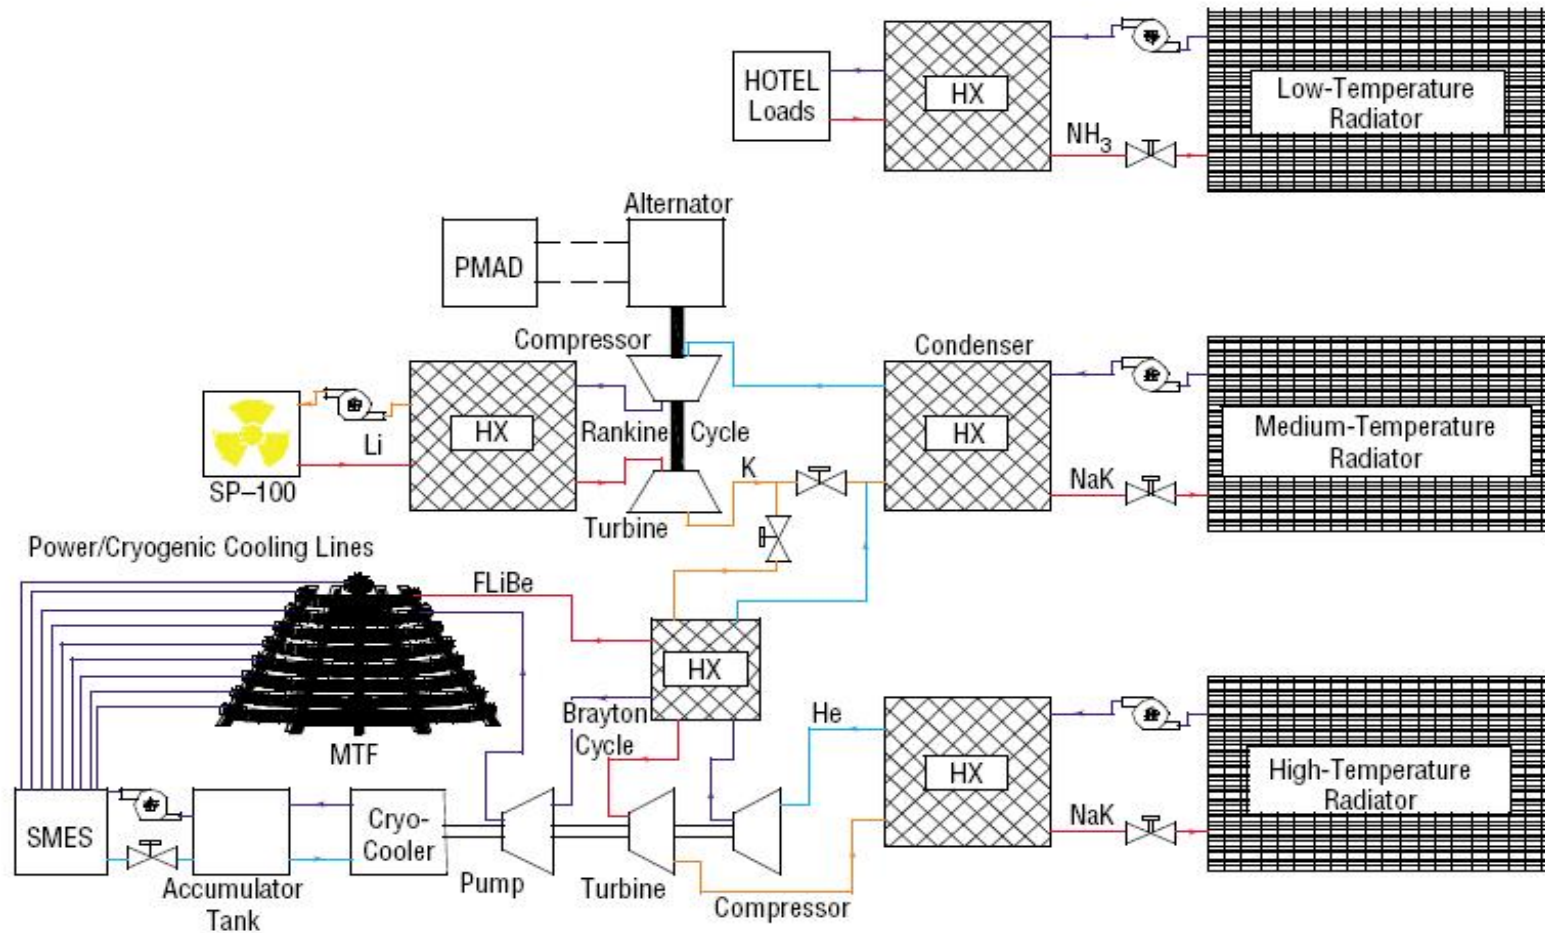 HOTEL
Loads
HX
NH3
Low-Temperature
Radiator
Alternator
PMAD
Compressor
Condenser
HX
Rankine
Cycle
HX
Li
K
SP–100
Turbine
NaK
Medium-Temperature
Radiator
Power/Cryogenic Cooling Lines
FLiBe
HX
MTF
Brayton
Cycle
He
HX
NaK
High-Temperature
Radiator
SMES
Accumulator
Tank
Cryo-
Cooler
Pump
Turbine
Compressor